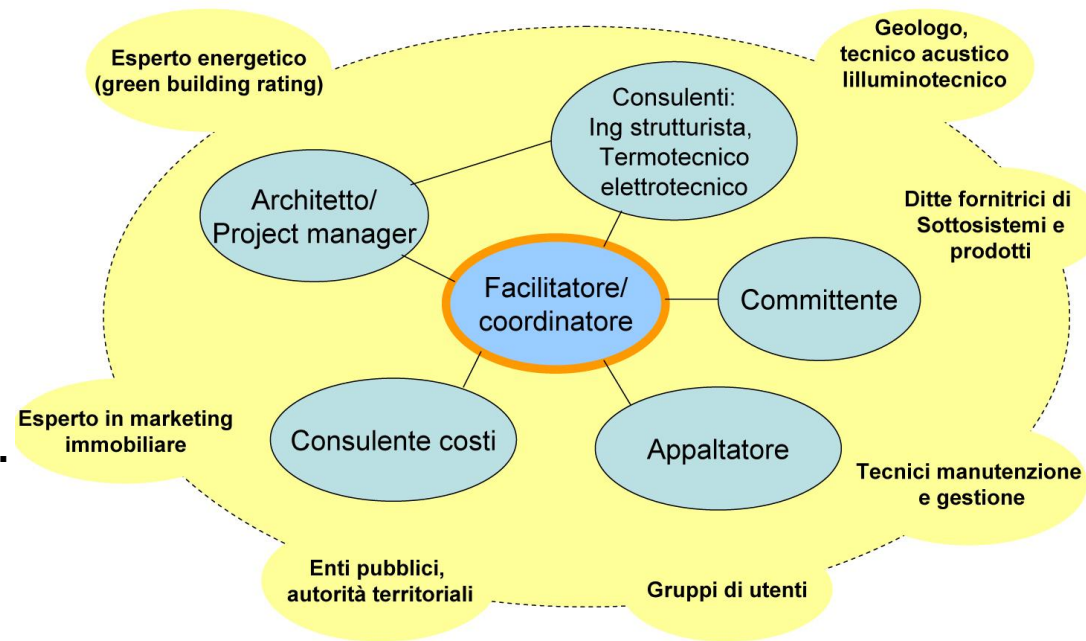 Esperto energetico
(green building rating)
Geologo,
tecnico acustico
lilluminotecnico
Consulenti:
Ing strutturista,
Termotecnico
elettrotecnico
Architetto/
Project manager
Ditte fornitrici di
Sottosistemi e
prodotti
Facilitatore/
coordinatore
Committente
Esperto in marketing
immobiliare
.
Consulente costi
Appaltatore
Tecnici manutenzione
e gestione
Enti pubblici,
autorità territoriali
Gruppi di utenti